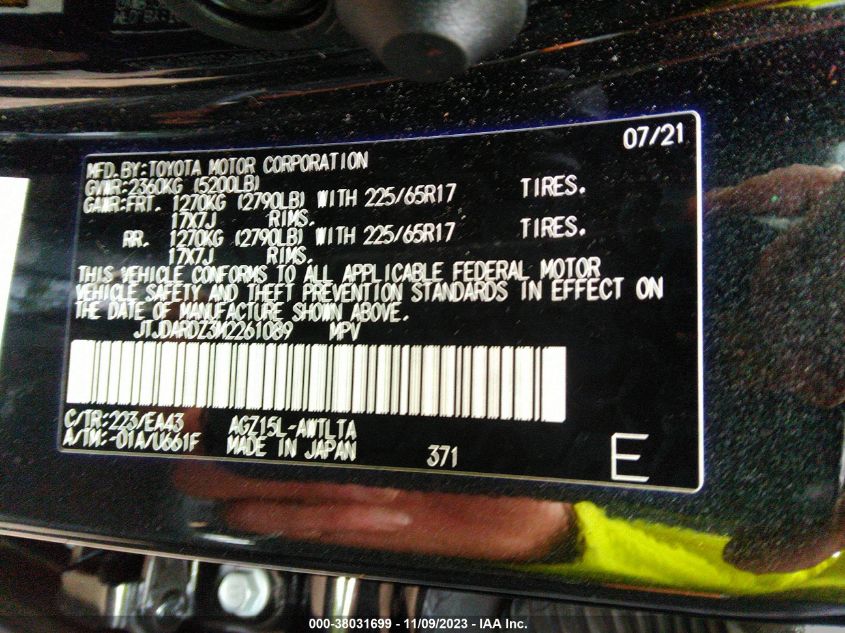 07/21
MFD. BY: TOYOTA MOTOR CORPORATION
GVWR: 2360KG (5200LB)
GAWR: FRT. 1270KG (2790LB) WITH 225/65R17 TIRES.
17X7J RIMS.
RR. 1270KG (2790LB) WITH 225/65R17 TIRES.
17X7J RIMS.
THIS VEHICLE CONFORMS TO ALL APPLICABLE FEDERAL MOTOR
VEHICLE SAFETY AND THEFT PREVENTION STANDARDS IN EFFECT ON
THE DATE OF MANUFACTURE SHOWN ABOVE.
JTJDARDZ3M2261089 MPV
C/TR: 223/EA43 AGZ15L-AWTLTA
A/TM: -01A/U661F MADE IN JAPAN 371
E
000-38031699 - 11/09/2023 - IAA Inc.